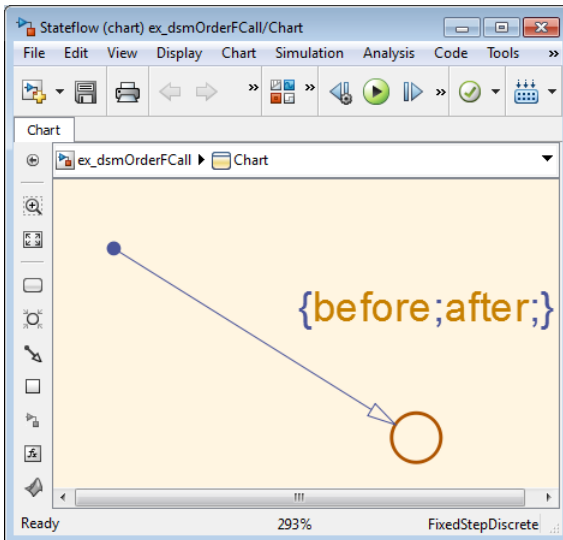 Stateflow (chart) ex_dsmOrderFCall/Chart
File Edit View Display Chart Simulation Analysis Code Tools »
» » »
Chart
ex_dsmOrderFCall Chart
{before;after;}
fx
Ready 293% FixedStepDiscrete